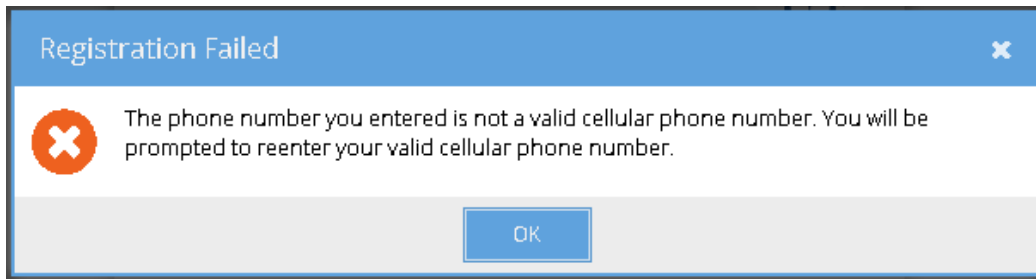 Registration Failed
The phone number you entered is not a valid cellular phone number. You will be
prompted to reenter your valid cellular phone number.
OK